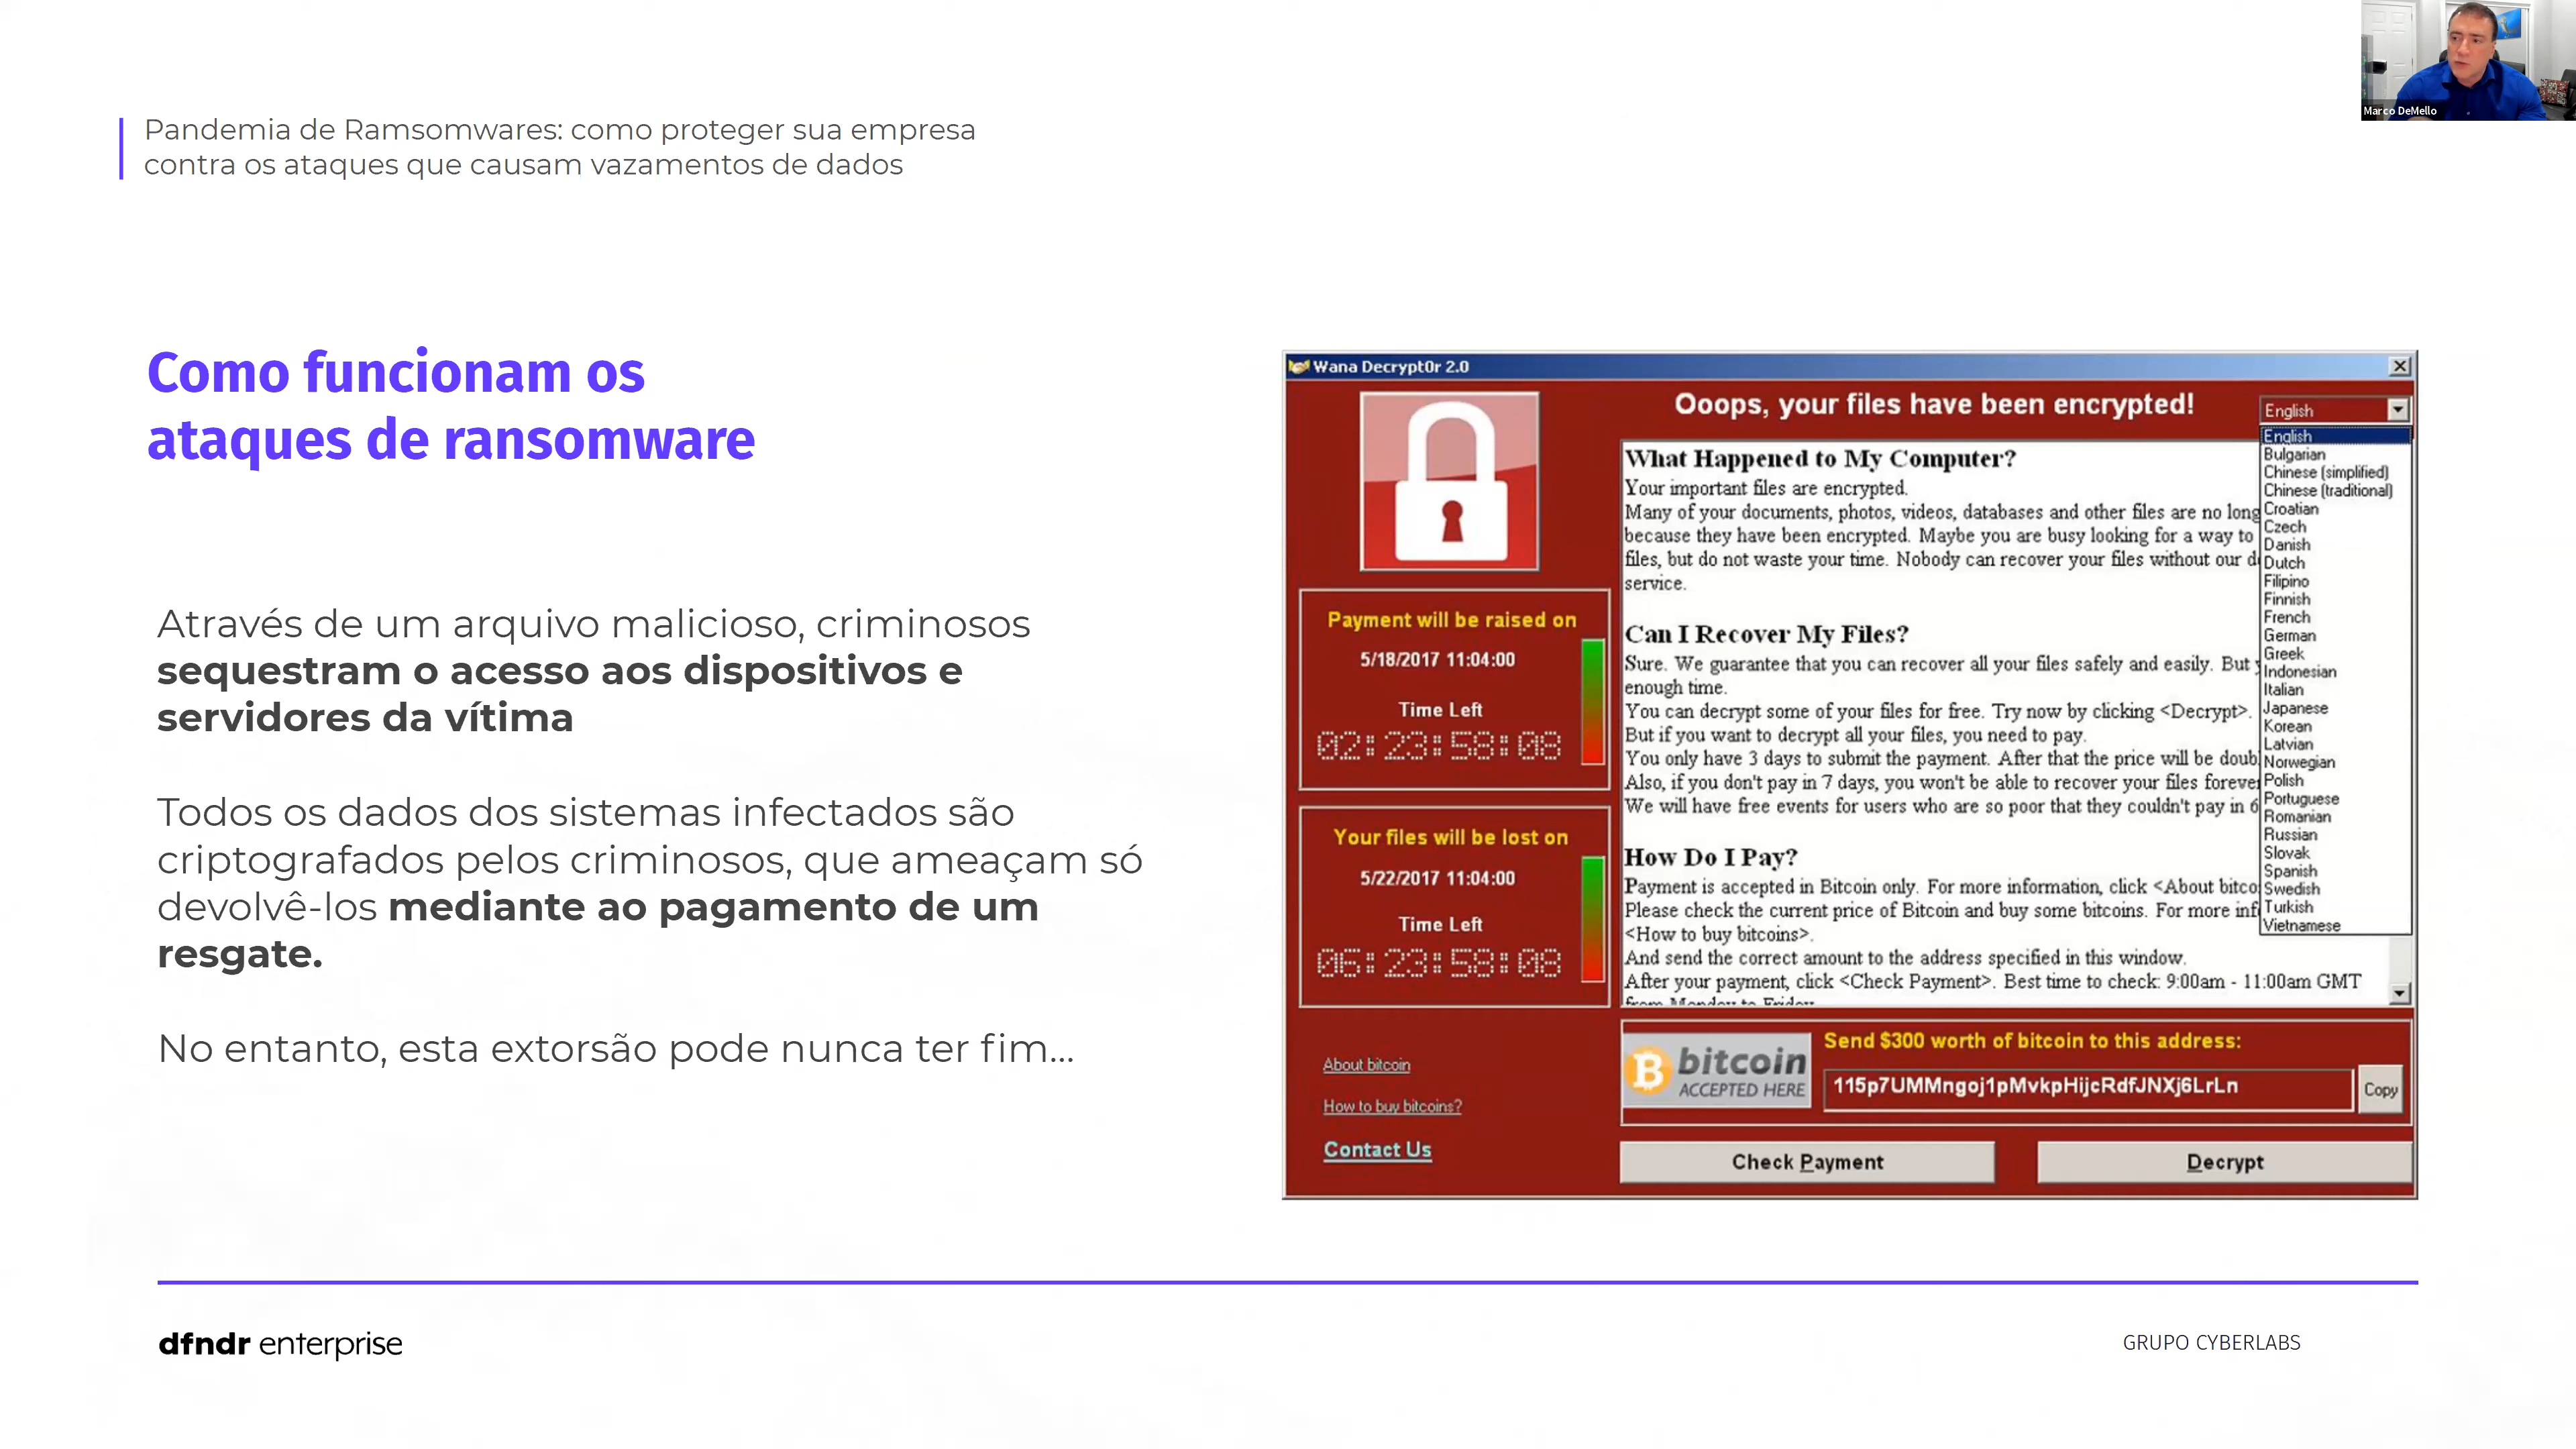 Marco DeMello
Pandemia de Ramsomwares: como proteger sua empresa
contra os ataques que causam vazamentos de dados
Como funcionam os
ataques de ransomware
Através de um arquivo malicioso, criminosos
sequestram o acesso aos dispositivos e
servidores da vítima
Todos os dados dos sistemas infectados são
criptografados pelos criminosos, que ameaçam só
devolvê-los mediante ao pagamento de um
resgate.
No entanto, esta extorsão pode nunca ter fim...
Wana Decrypt0r 2.0
Ooops, your files have been encrypted!
English
English
Bulgarian
Chinese (simplified)
Chinese (traditional)
Croatian
Czech
Danish
Dutch
Filipino
Finnish
French
German
Greek
Indonesian
Italian
Japanese
Korean
Latvian
Norwegian
Polish
Portuguese
Romanian
Russian
Slovak
Spanish
Swedish
Turkish
Vietnamese
Payment will be raised on
5/18/2017 11:04:00
Time Left
02:23:58:08
Your files will be lost on
5/22/2017 11:04:00
Time Left
06:23:58:08
About bitcoin
How to buy bitcoins?
Contact Us
What Happened to My Computer?
Your important files are encrypted.
Many of your documents, photos, videos, databases and other files are no long
because they have been encrypted. Maybe you are busy looking for a way to
files, but do not waste your time. Nobody can recover your files without our d
service.
Can I Recover My Files?
Sure. We guarantee that you can recover all your files safely and easily. But y
enough time.
You can decrypt some of your files for free. Try now by clicking <Decrypt>.
But if you want to decrypt all your files, you need to pay.
You only have 3 days to submit the payment. After that the price will be doub
Also, if you don't pay in 7 days, you won't be able to recover your files forever
We will have free events for users who are so poor that they couldn't pay in 6
How Do I Pay?
Payment is accepted in Bitcoin only. For more information, click <About bitco
Please check the current price of Bitcoin and buy some bitcoins. For more inf
<How to buy bitcoins>.
And send the correct amount to the address specified in this window.
After your payment, click <Check Payment>. Best time to check: 9:00am - 11:00am GMT
from Monday to Friday
bitcoin
ACCEPTED HERE
Send $300 worth of bitcoin to this address:
115p7UMMngoj1pMvkpHijcRdfJNXj6LrLn
Copy
Check Payment
Decrypt
dfndr enterprise
GRUPO CYBERLABS